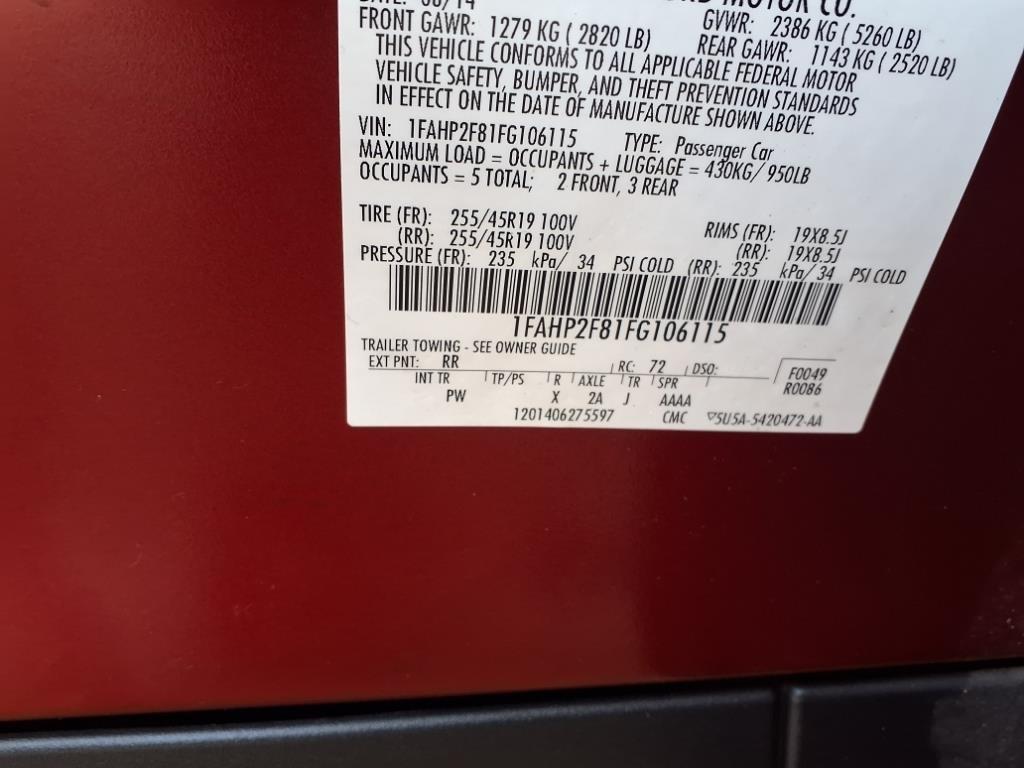 MOTOR CO.
FRONT GAWR: 1279 KG ( 2820 LB) GVWR: 2386 KG ( 5260 LB)
REAR GAWR: 1143 KG ( 2520 LB)
THIS VEHICLE CONFORMS TO ALL APPLICABLE FEDERAL MOTOR
VEHICLE SAFETY, BUMPER, AND THEFT PREVENTION STANDARDS
IN EFFECT ON THE DATE OF MANUFACTURE SHOWN ABOVE.
VIN: 1FAHP2F81FG106115 TYPE: Passenger Car
MAXIMUM LOAD = OCCUPANTS + LUGGAGE = 430KG/ 950LB
OCCUPANTS = 5 TOTAL; 2 FRONT, 3 REAR
TIRE (FR): 255/45R19 100V RIMS (FR): 19X8.5J
(RR): 255/45R19 100V (RR): 19X8.5J
PRESSURE (FR): 235 kPa/ 34 PSI COLD (RR): 235 kPa/ 34 PSI COLD
1FAHP2F81FG106115
TRAILER TOWING - SEE OWNER GUIDE
EXT PNT: RR RC: 72 DSO: F0049
INT TR TP/PS R AXLE TR SPR R0086
PW X 2A J AAAA
1201406275597 CMC ▽5U5A-5420472-AA